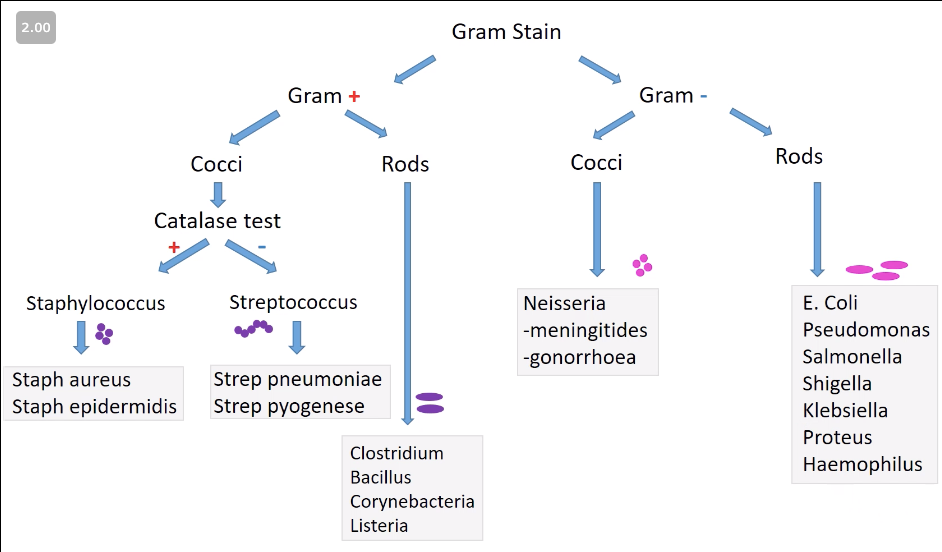 2.00
Gram Stain
Gram +
Gram -
Cocci
Rods
Cocci
Rods
Catalase test
+
-
Staphylococcus
Streptococcus
Staph aureus
Staph epidermidis
Strep pneumoniae
Strep pyogenese
Clostridium
Bacillus
Corynebacteria
Listeria
Neisseria
-meningitides
-gonorrhoea
E. Coli
Pseudomonas
Salmonella
Shigella
Klebsiella
Proteus
Haemophilus